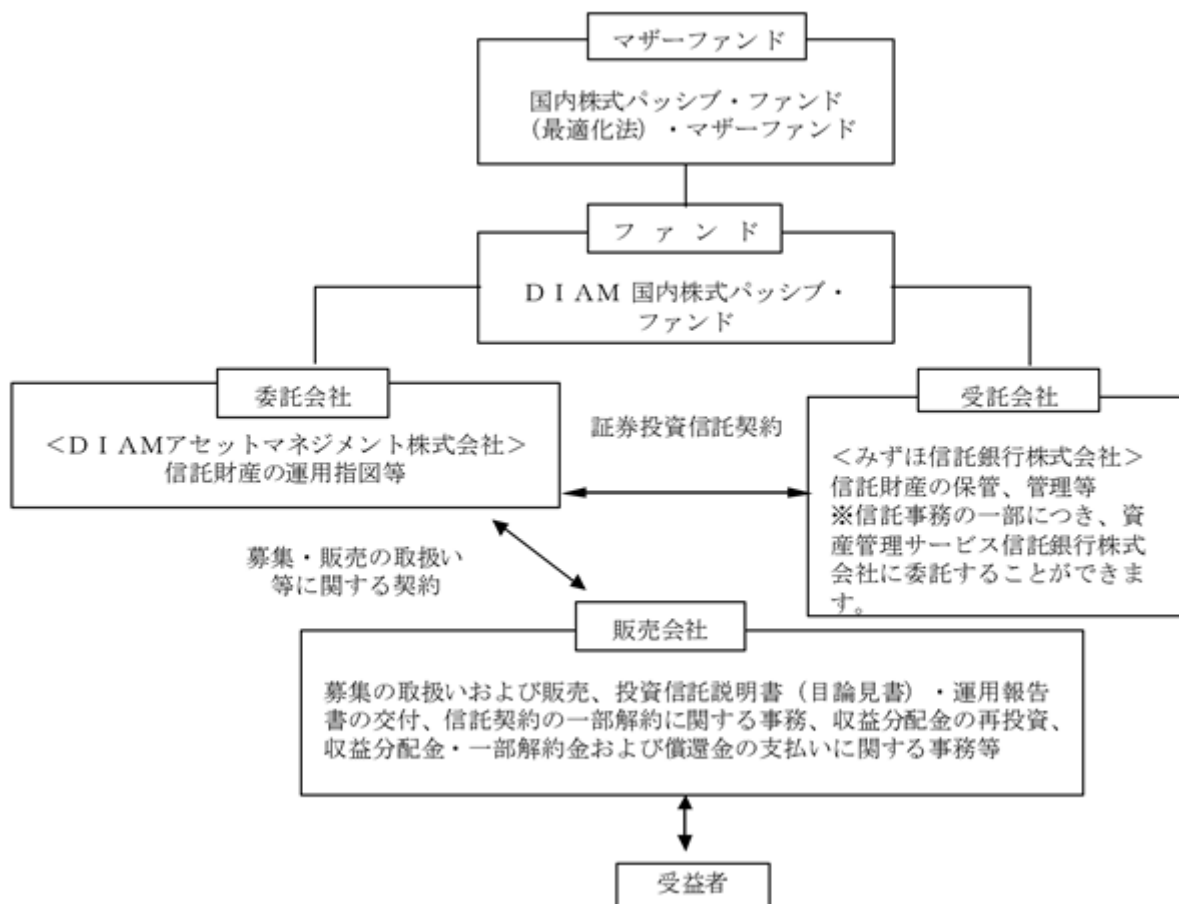 マザーファンド
国内株式パッシブ・ファンド
(最適化法)・マザーファンド
ファンド
ＤＩＡＭ 国内株式パッシブ・
ファンド
委託会社
＜ＤＩＡＭアセットマネジメント株式会社＞
信託財産の運用指図等
証券投資信託契約
受託会社
＜みずほ信託銀行株式会社＞
信託財産の保管、管理等
※信託事務の一部につき、資
産管理サービス信託銀行株式
会社に委託することができま
す。
募集・販売の取扱い
等に関する契約
販売会社
募集の取扱いおよび販売、投資信託説明書（目論見書）・運用報告
書の交付、信託契約の一部解約に関する事務、収益分配金の再投資、
収益分配金・一部解約金および償還金の支払いに関する事務等
受益者